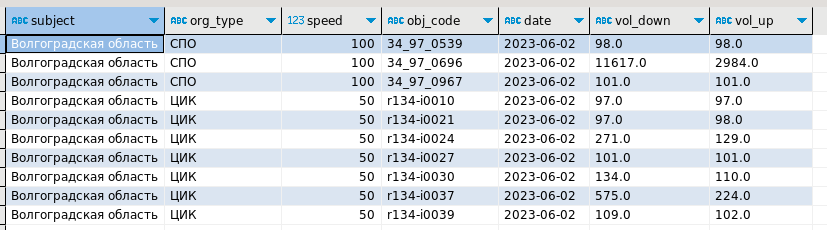 ABC subject ABC org_type 123 speed ABC obj_code ABC date ABC vol_down ABC vol_up
Волгоградская область СПО 100 34_97_0539 2023-06-02 98.0 98.0
Волгоградская область СПО 100 34_97_0696 2023-06-02 11617.0 2984.0
Волгоградская область СПО 100 34_97_0967 2023-06-02 101.0 101.0
Волгоградская область ЦИК 50 r134-i0010 2023-06-02 97.0 97.0
Волгоградская область ЦИК 50 r134-i0021 2023-06-02 97.0 98.0
Волгоградская область ЦИК 50 r134-i0024 2023-06-02 271.0 129.0
Волгоградская область ЦИК 50 r134-i0027 2023-06-02 101.0 101.0
Волгоградская область ЦИК 50 r134-i0030 2023-06-02 134.0 110.0
Волгоградская область ЦИК 50 r134-i0037 2023-06-02 575.0 224.0
Волгоградская область ЦИК 50 r134-i0039 2023-06-02 109.0 102.0